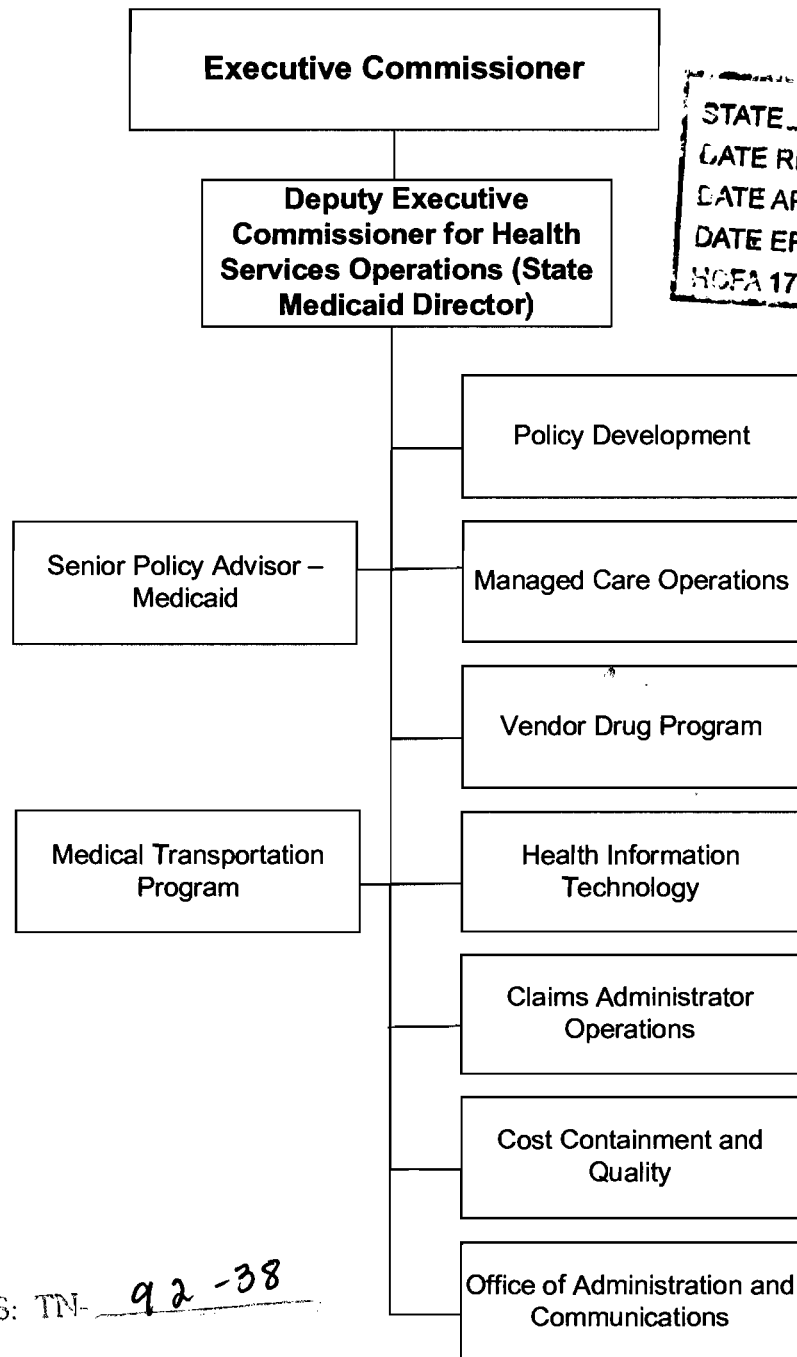 Executive Commissioner
STATE
DATE
DATE
DATE
HCFA 17
Deputy Executive
Commissioner for Health
Services Operations (State
Medicaid Director)
Policy Development
Senior Policy Advisor –
Medicaid
Managed Care Operations
Vendor Drug Program
Medical Transportation
Program
Health Information
Technology
Claims Administrator
Operations
Cost Containment and
Quality
Office of Administration and
Communications
TN- 92-38